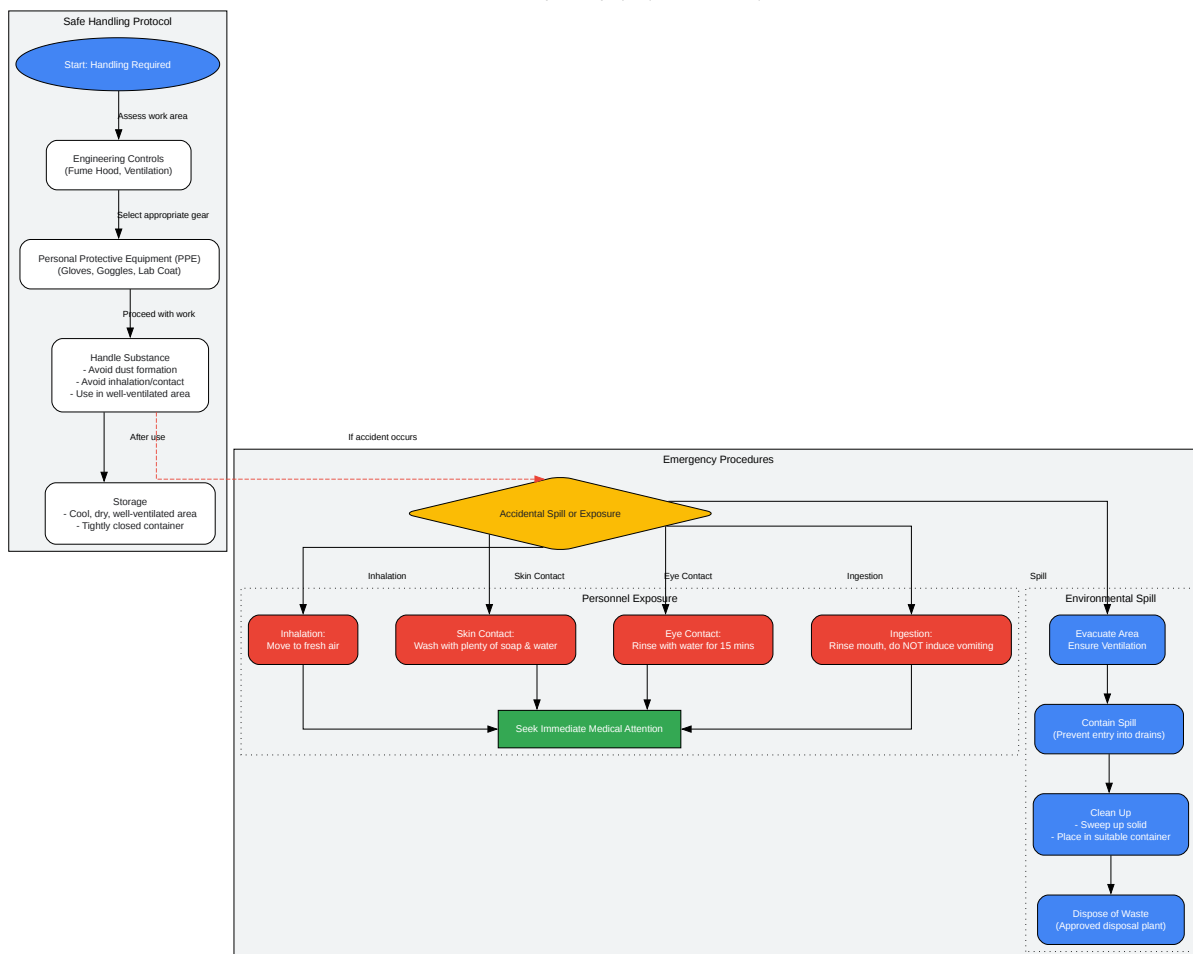 Safe Handling Protocol
Start: Handling Required
Assess work area
Engineering Controls
(Fume Hood, Ventilation)
Select appropriate gear
Personal Protective Equipment (PPE)
(Gloves, Goggles, Lab Coat)
Proceed with work
Handle Substance
- Avoid dust formation
- Avoid inhalation/contact
- Use in well-ventilated area
After use
If accident occurs
Storage
- Cool, dry, well-ventilated area
- Tightly closed container
Emergency Procedures
Accidental Spill or Exposure
Inhalation
Skin Contact
Eye Contact
Ingestion
Spill
Personnel Exposure
Inhalation:
Move to fresh air
Skin Contact:
Wash with plenty of soap & water
Eye Contact:
Rinse with water for 15 mins
Ingestion:
Rinse mouth, do NOT induce vomiting
Seek Immediate Medical Attention
Environmental Spill
Evacuate Area
Ensure Ventilation
Contain Spill
(Prevent entry into drains)
Clean Up
- Sweep up solid
- Place in suitable container
Dispose of Waste
(Approved disposal plant)